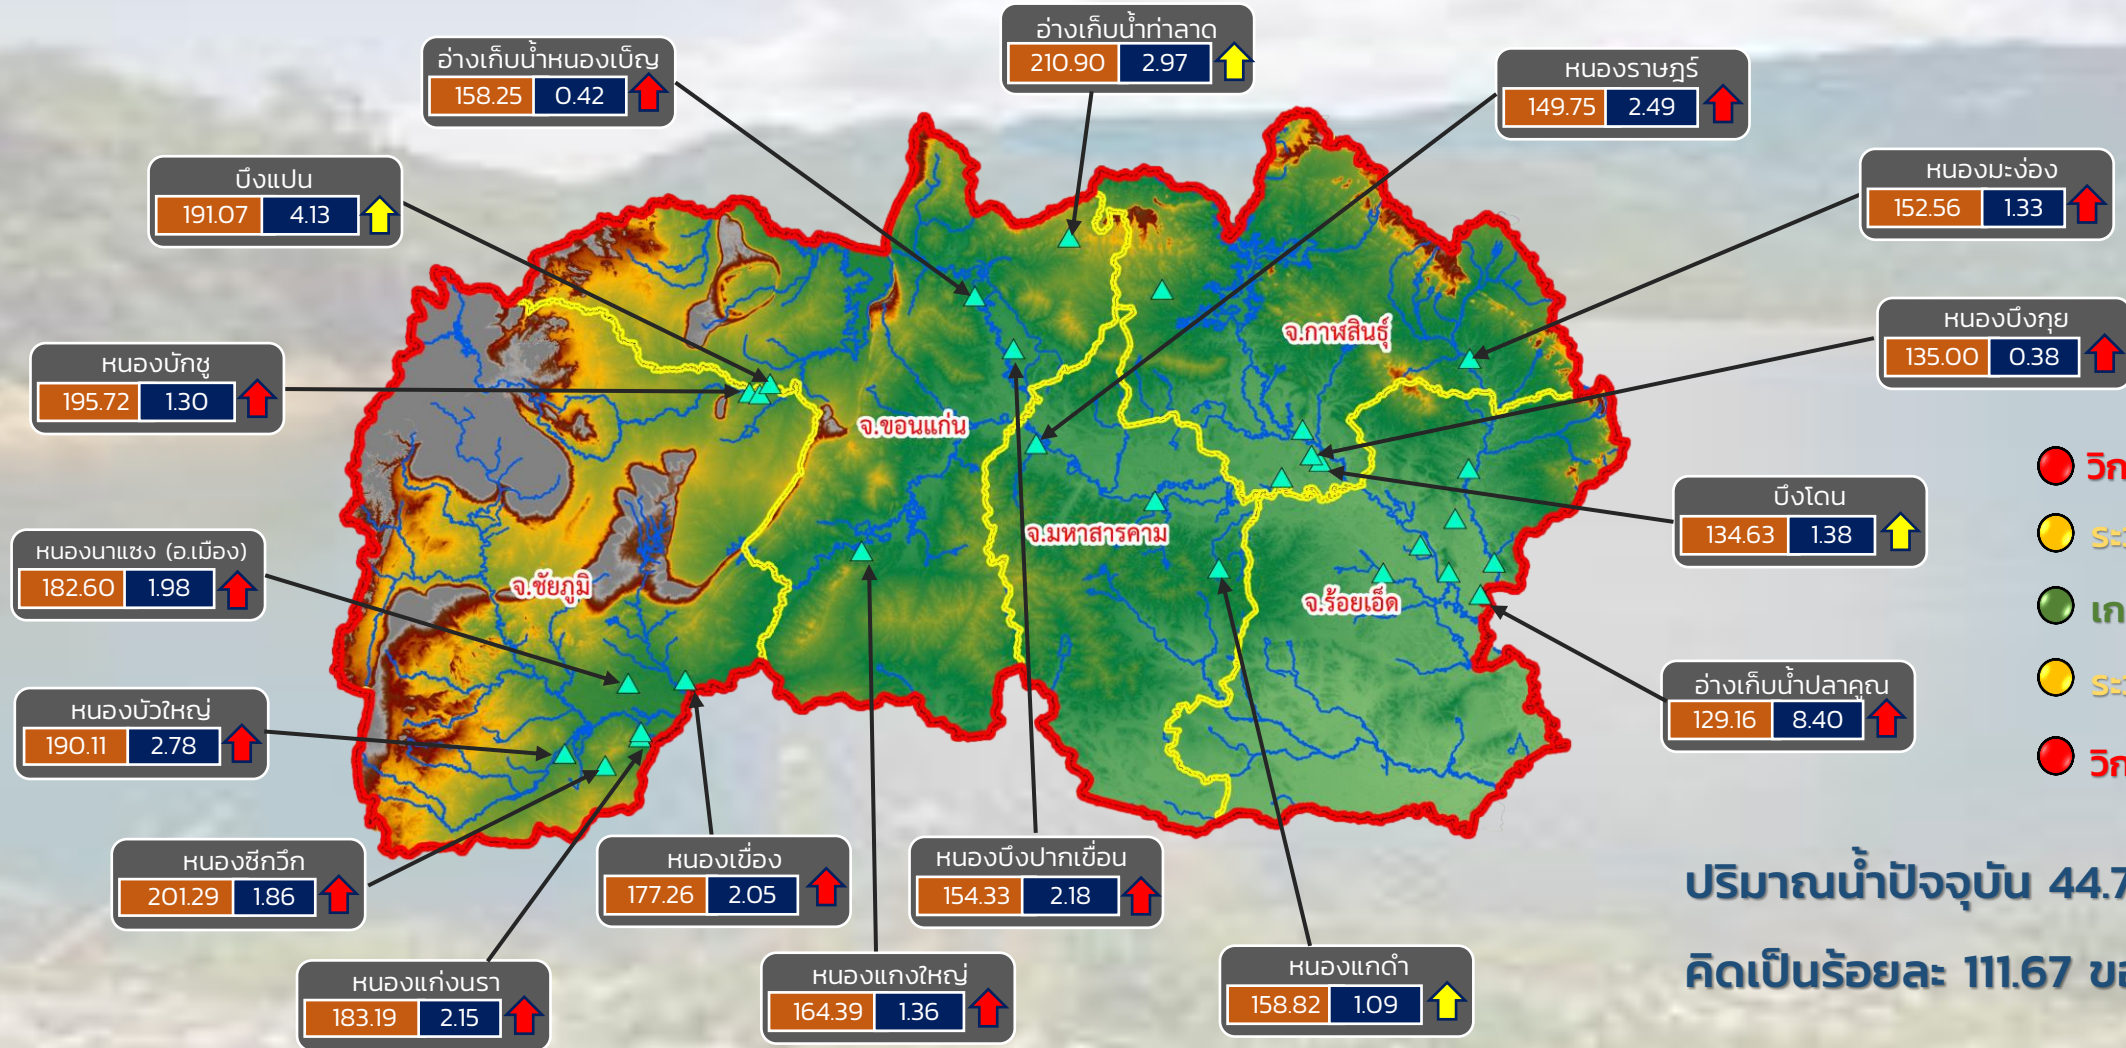 อ่างเก็บน้ำท่าลาด
210.90 2.97
อ่างเก็บน้ำหนองเบ็ญ
158.25 0.42
หนองราษฎร์
149.75 2.49
บึงแปน
191.07 4.13
หนองมะง่อง
152.56 1.33
หนองบึงกุย
135.00 0.38
หนองบักชู
195.72 1.30
จ.กาฬสินธุ์
จ.ขอนแก่น
วิก
บึงโดน
134.63 1.38
ระ
หนองนาแซง (อ.เมือง)
182.60 1.98
จ.มหาสารคาม
จ.ชัยภูมิ
จ.ร้อยเอ็ด
เก
อ่างเก็บน้ำปลาคูณ
129.16 8.40
ระ
หนองบัวใหญ่
190.11 2.78
วิก
หนองซีกวึก
201.29 1.86
หนองเขื่อง
177.26 2.05
หนองบึงปากเขื่อน
154.33 2.18
ปริมาณน้ำปัจจุบัน 44.7
หนองแก่งนรา
183.19 2.15
หนองแกงใหญ่
164.39 1.36
หนองแกดำ
158.82 1.09
คิดเป็นร้อยละ 111.67 ขอ